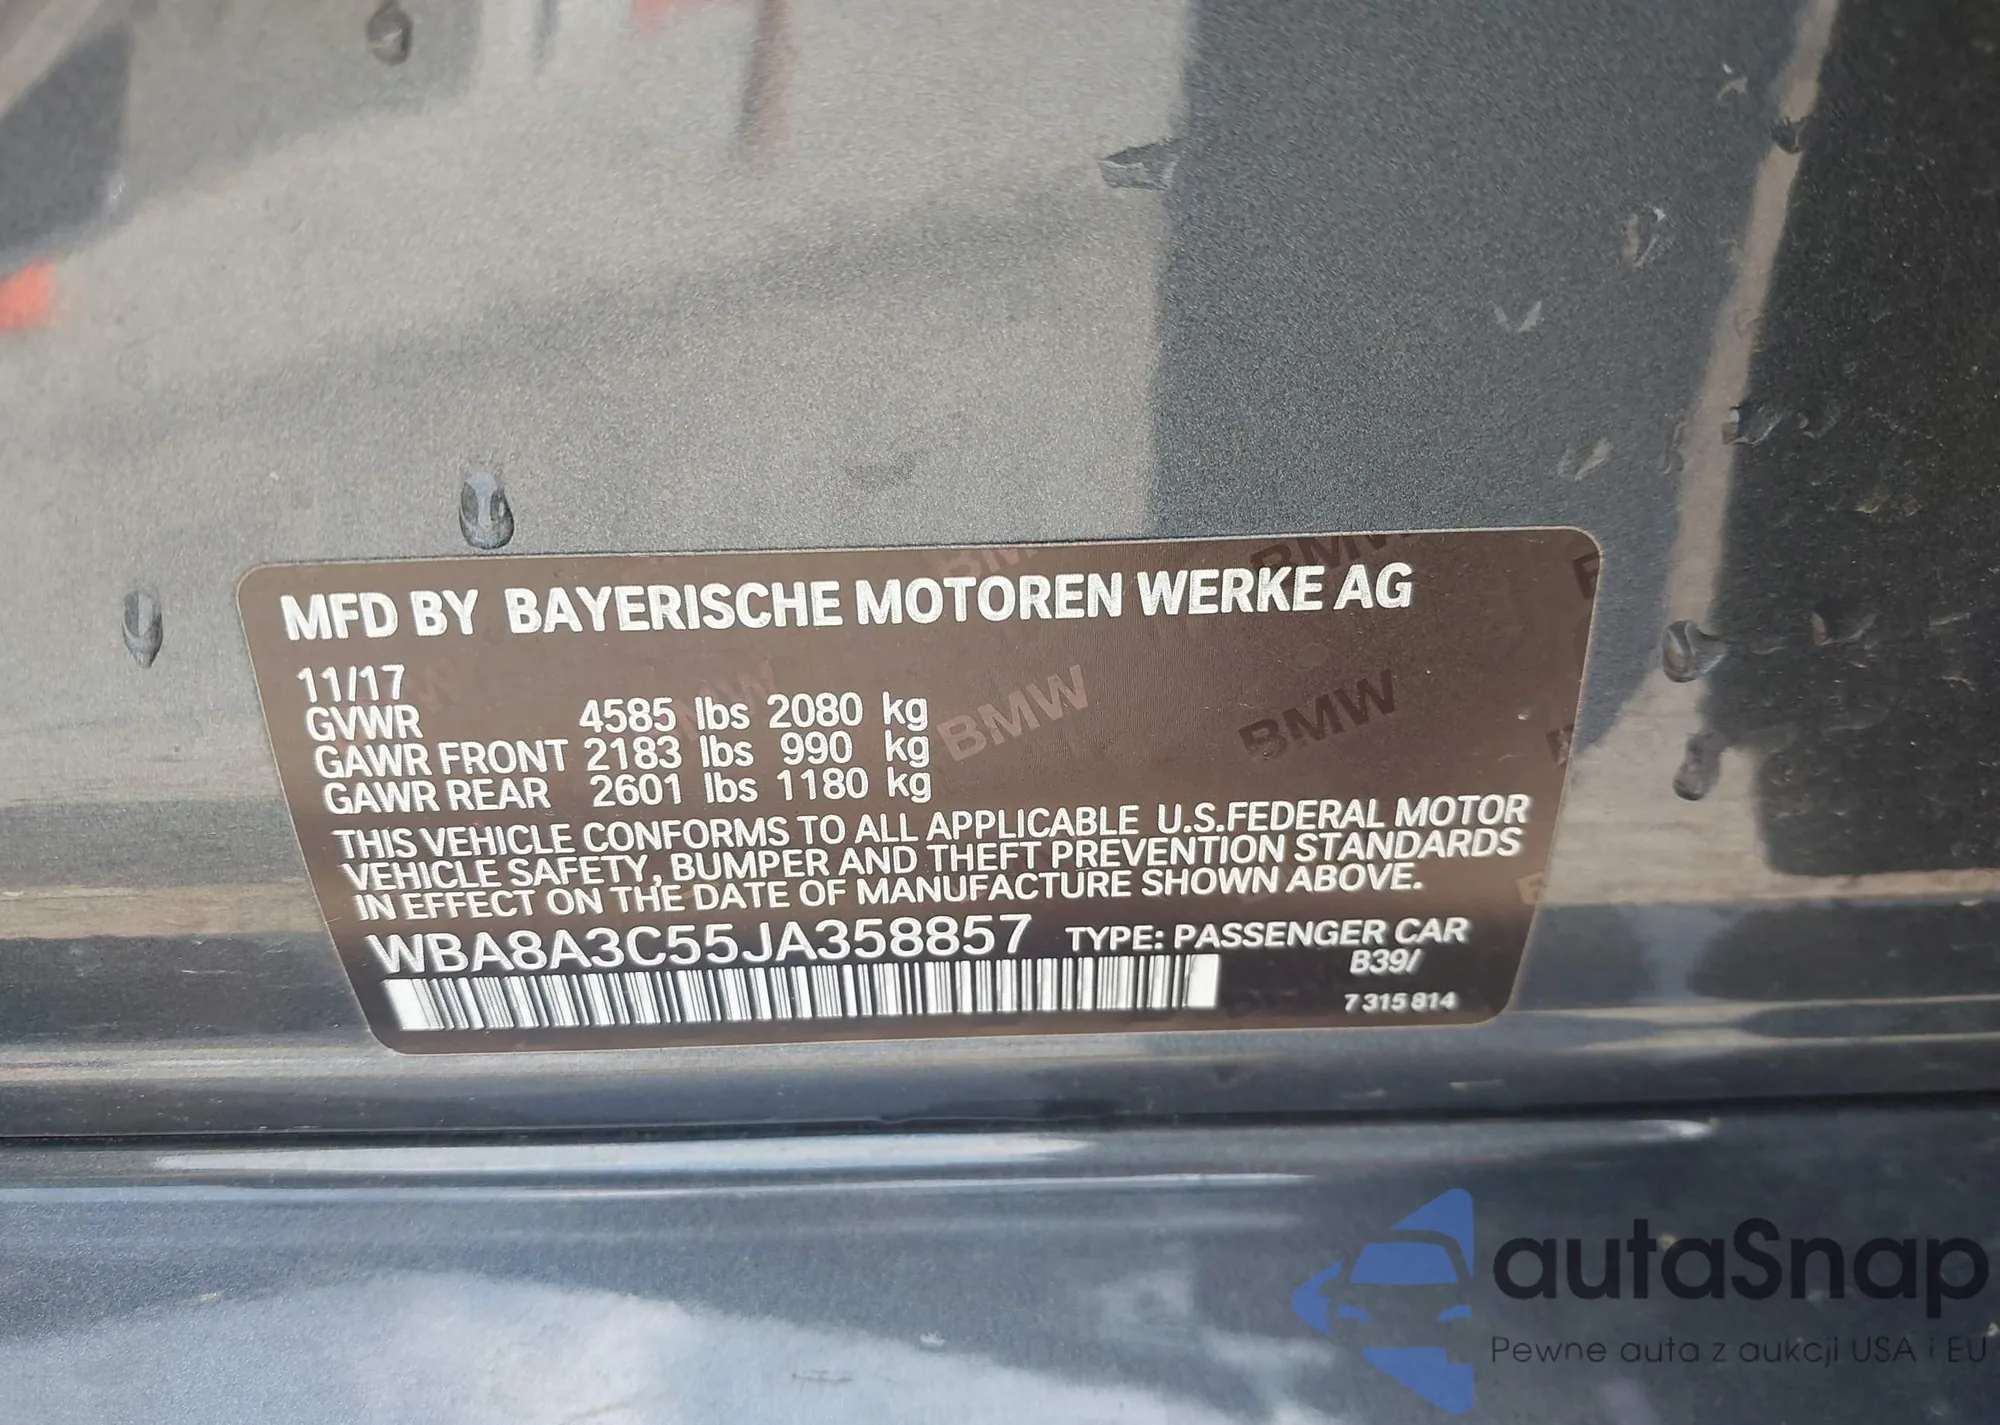 MFD BY BAYERISCHE MOTOREN WERKE AG
11/17
GVWR 4585 lbs 2080 kg
GAWR FRONT 2183 lbs 990 kg
GAWR REAR 2601 lbs 1180 kg
THIS VEHICLE CONFORMS TO ALL APPLICABLE U.S.FEDERAL MOTOR
VEHICLE SAFETY, BUMPER AND THEFT PREVENTION STANDARDS
IN EFFECT ON THE DATE OF MANUFACTURE SHOWN ABOVE.
WBA8A3C55JA358857 TYPE: PASSENGER CAR
B39/
7 315 814
BMW BMW
autaSnap
Pewne auta z aukcji USA i EU